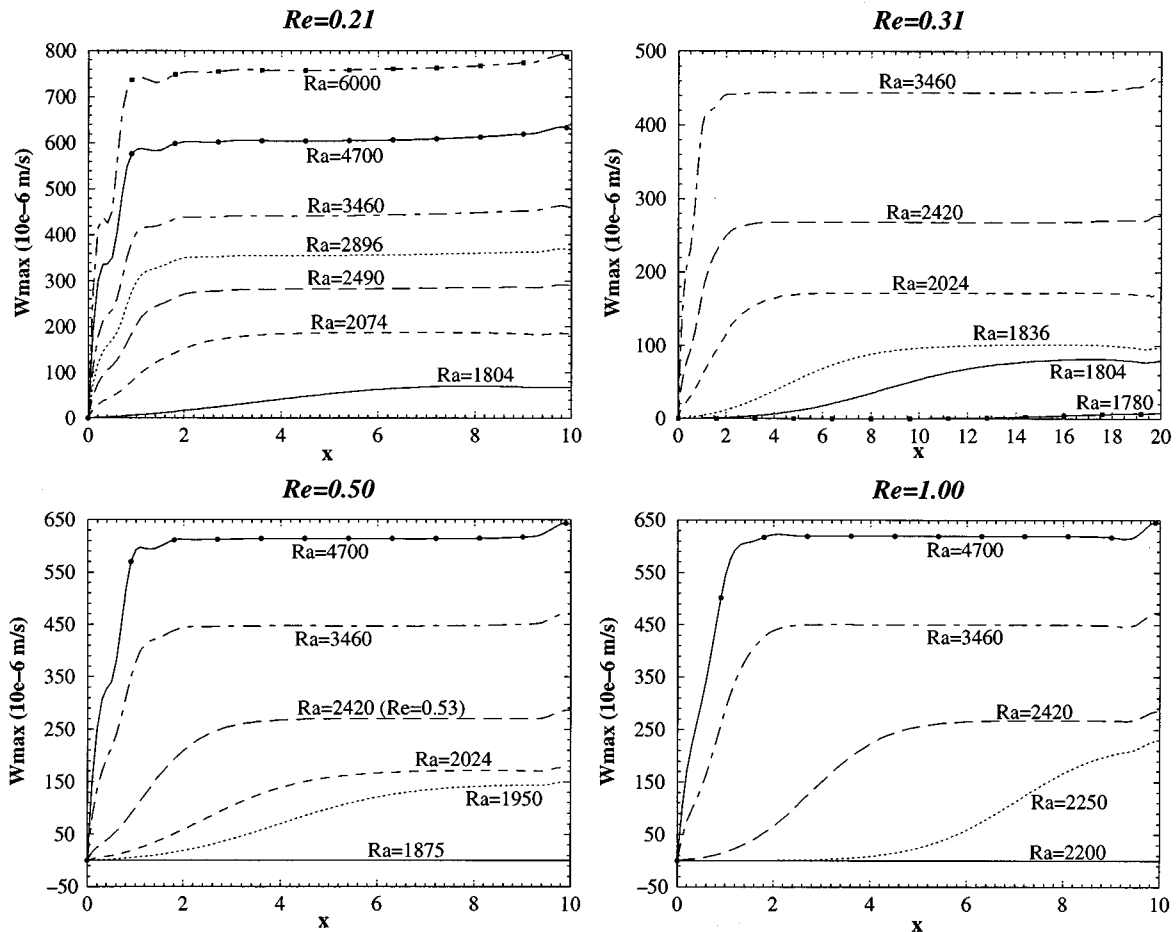 Re=0.21
800
700
600
500
400
300
200
100
0
Wmax (10e–6 m/s)
Ra=6000
Ra=4700
Ra=3460
Ra=2896
Ra=2490
Ra=2074
Ra=1804
0 2 4 6 8 10
x
Re=0.31
500
400
300
200
100
0
Wmax (10e–6 m/s)
Ra=3460
Ra=2420
Ra=2024
Ra=1836
Ra=1804
Ra=1780
0 2 4 6 8 10 12 14 16 18 20
x
Re=0.50
650
550
450
350
250
150
50
–50
Wmax (10e–6 m/s)
Ra=4700
Ra=3460
Ra=2420 (Re=0.53)
Ra=2024
Ra=1950
Ra=1875
0 2 4 6 8 10
x
Re=1.00
650
550
450
350
250
150
50
–50
Wmax (10e–6 m/s)
Ra=4700
Ra=3460
Ra=2420
Ra=2250
Ra=2200
0 2 4 6 8 10
x